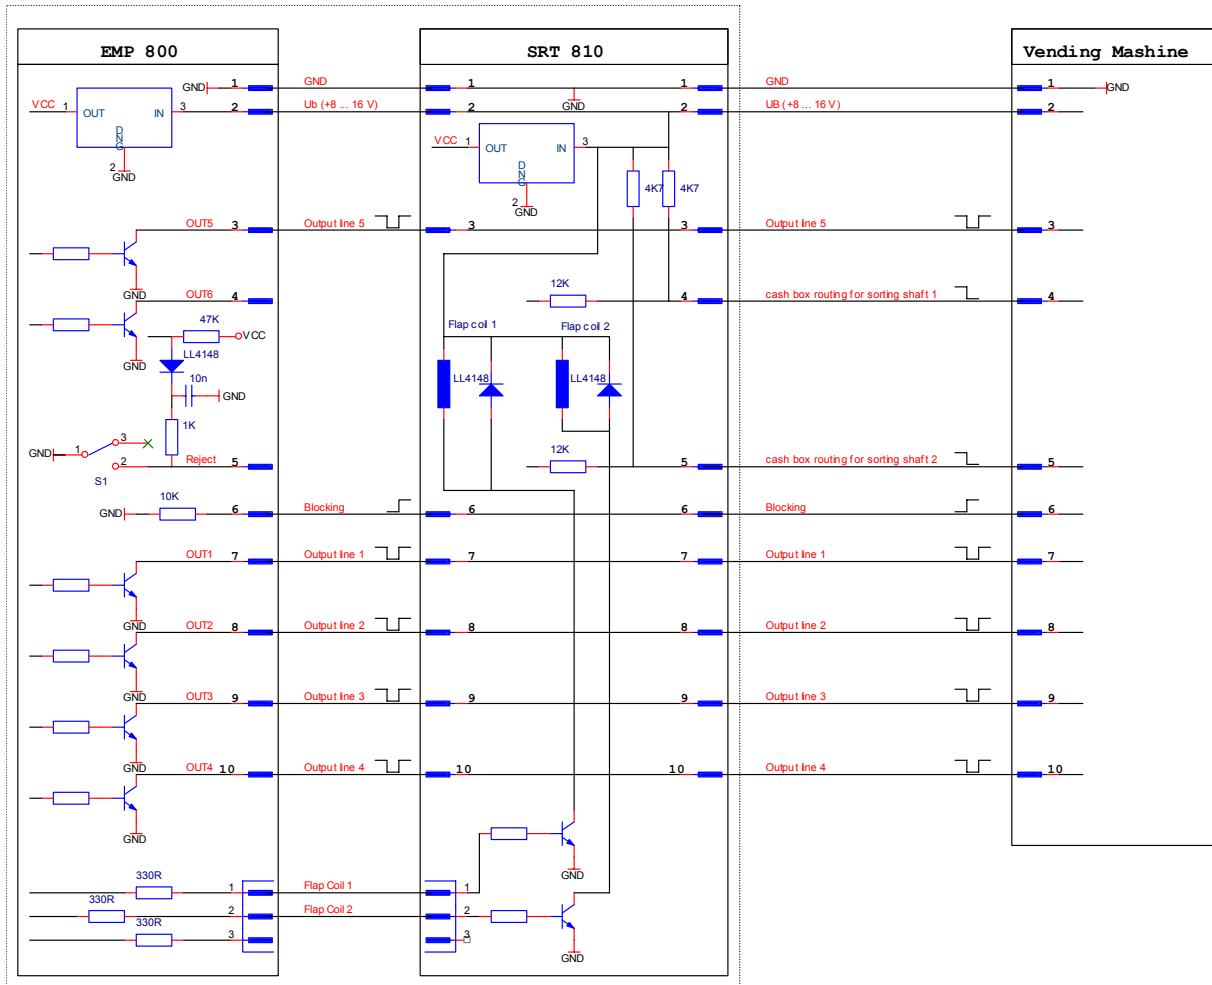 EMP 800
SRT 810
Vending Mashine
GND 1 GND 1 1 GND 1 GND
GND
VCC 1 OUT IN 3 2 Ub (+8 ... 16 V) 2 2 UB (+8 ... 16 V) 2
GND
2 GND
VCC 1 OUT IN 3
GND
2 GND
4K7 4K7
OUT5 3 Output line 5 3 3 Output line 5 3
GND
OUT6 4
12K
4 cash box routing for sorting shaft 1 4
GND
47K VCC
Flap coil 1 Flap coil 2
LL4148
10n GND
LL4148 LL4148
1K
GND 1 3
2
S1
Reject 5
12K
5 cash box routing for sorting shaft 2 5
10K
GND 6 Blocking 6 6 Blocking 6
OUT1 7 Output line 1 7 7 Output line 1 7
GND
OUT2 8 Output line 2 8 8 Output line 2 8
GND
OUT3 9 Output line 3 9 9 Output line 3 9
GND
OUT4 10 Output line 4 10 10 Output line 4 10
GND
GND
330R 1 Flap Coil 1 1
330R 2 Flap Coil 2 2
330R 3 3
GND